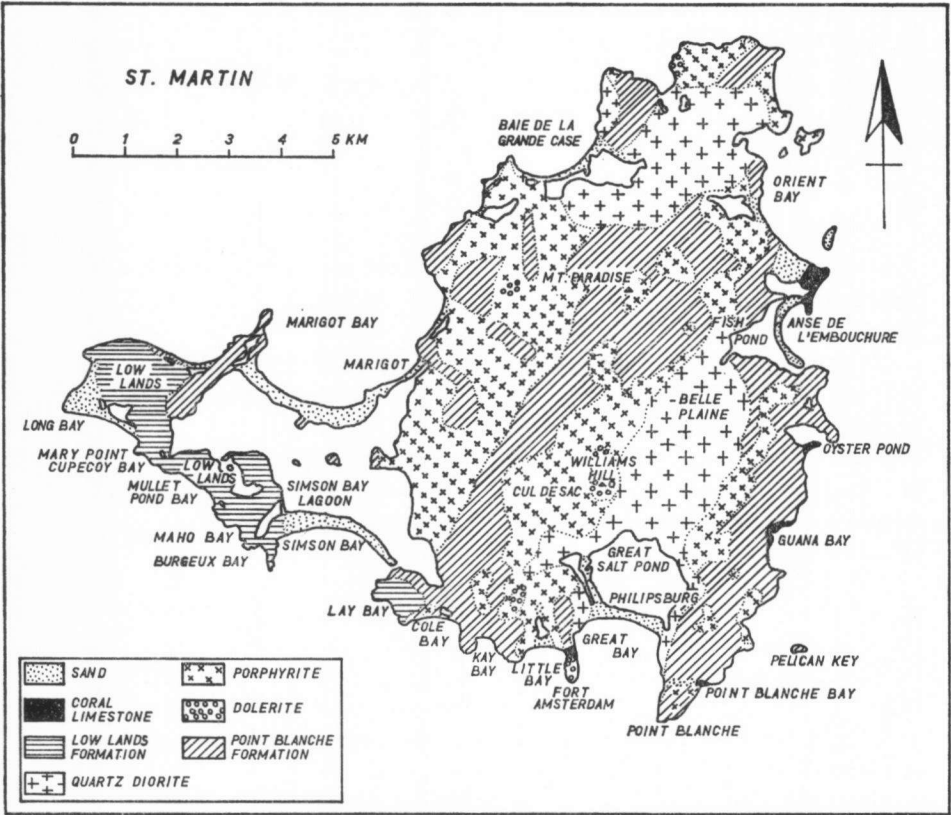 ST. MARTIN
0 1 2 3 4 5 KM
BAIE DE LA
GRANDE CASE
ORIENT
BAY
MT. PARADISE
MARIGOT BAY
FISH
POND
ANSE DE
L'EMBOUCHURE
MARIGOT
LOW
LANDS
BELLE
PLAINE
LONG BAY
OYSTER POND
MARY POINT
CUPECOY BAY
LOW
LANDS
WILLIAMS
HILL
MULLET
POND BAY
SIMSON BAY
LAGOON
CUL DE SAC
MAHO BAY
SIMSON BAY
GUANA BAY
BURGEUX BAY
GREAT
SALT POND
LAY BAY
PHILIPSBURG
COLE
BAY
KAY
BAY
LITTLE
BAY
GREAT
BAY
PELICAN KEY
FORT
AMSTERDAM
POINT BLANCHE BAY
POINT BLANCHE
SAND
CORAL
LIMESTONE
LOW LANDS
FORMATION
QUARTZ DIORITE
PORPHYRITE
DOLERITE
POINT BLANCHE
FORMATION